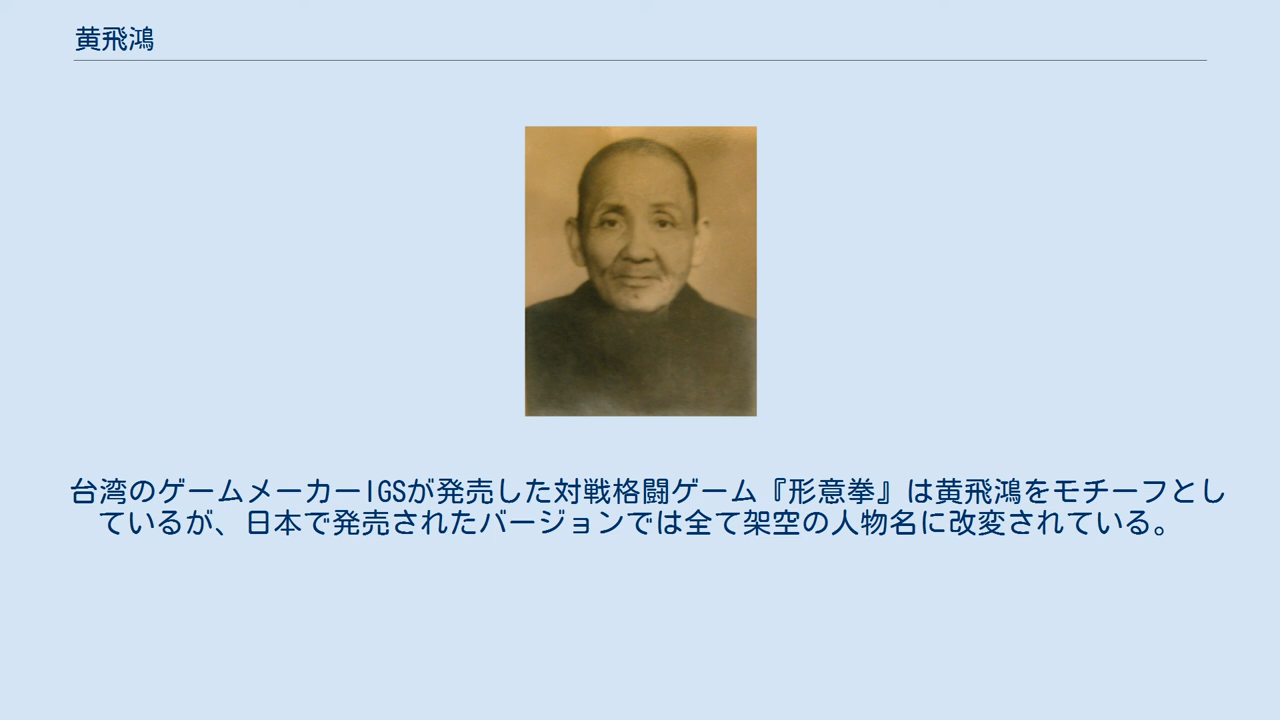 黄飛鴻
台湾のゲームメーカーIGSが発売した対戦格闘ゲーム『形意拳』は黄飛鴻をモチーフとし
ているが、日本で発売されたバージョンでは全て架空の人物名に改変されている。